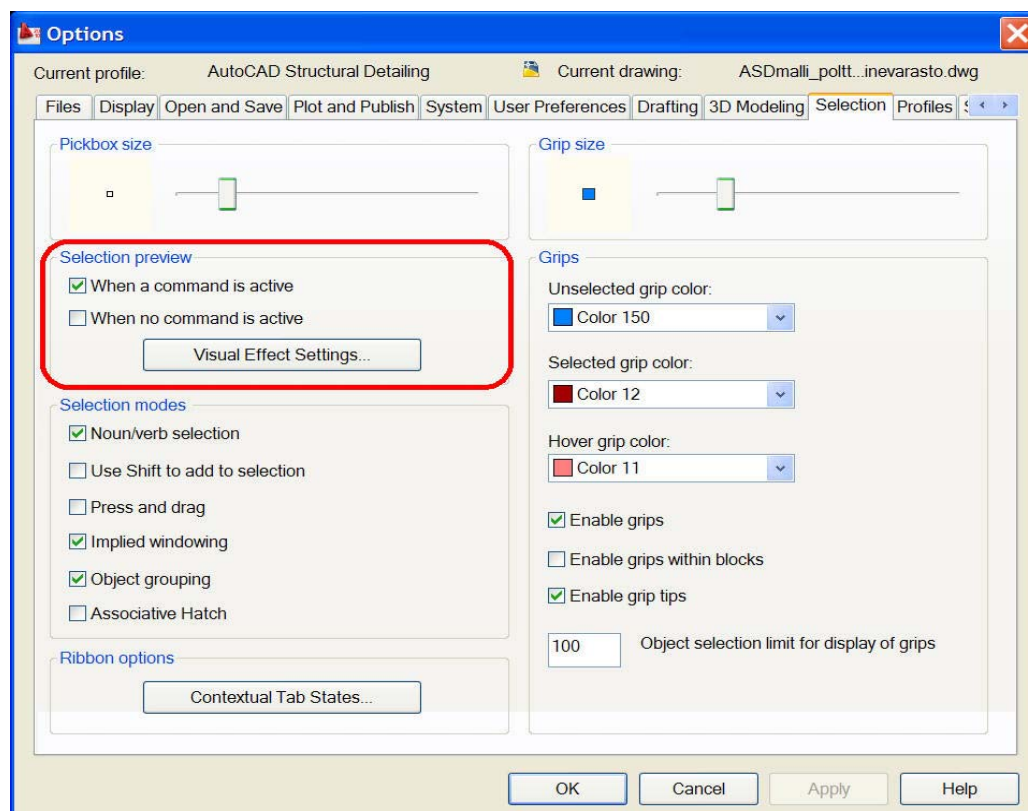 Options
Current profile: AutoCAD Structural Detailing Current drawing: ASDmalli_poltt...inevarasto.dwg
Files Display Open and Save Plot and Publish System User Preferences Drafting 3D Modeling Selection Profiles
Pickbox size
Grip size
Selection preview
When a command is active
When no command is active
Visual Effect Settings...
Selection modes
Noun/verb selection
Use Shift to add to selection
Press and drag
Implied windowing
Object grouping
Associative Hatch
Ribbon options
Contextual Tab States...
Grips
Unselected grip color:
Color 150
Selected grip color:
Color 12
Hover grip color:
Color 11
Enable grips
Enable grips within blocks
Enable grip tips
100 Object selection limit for display of grips
OK Cancel Apply Help